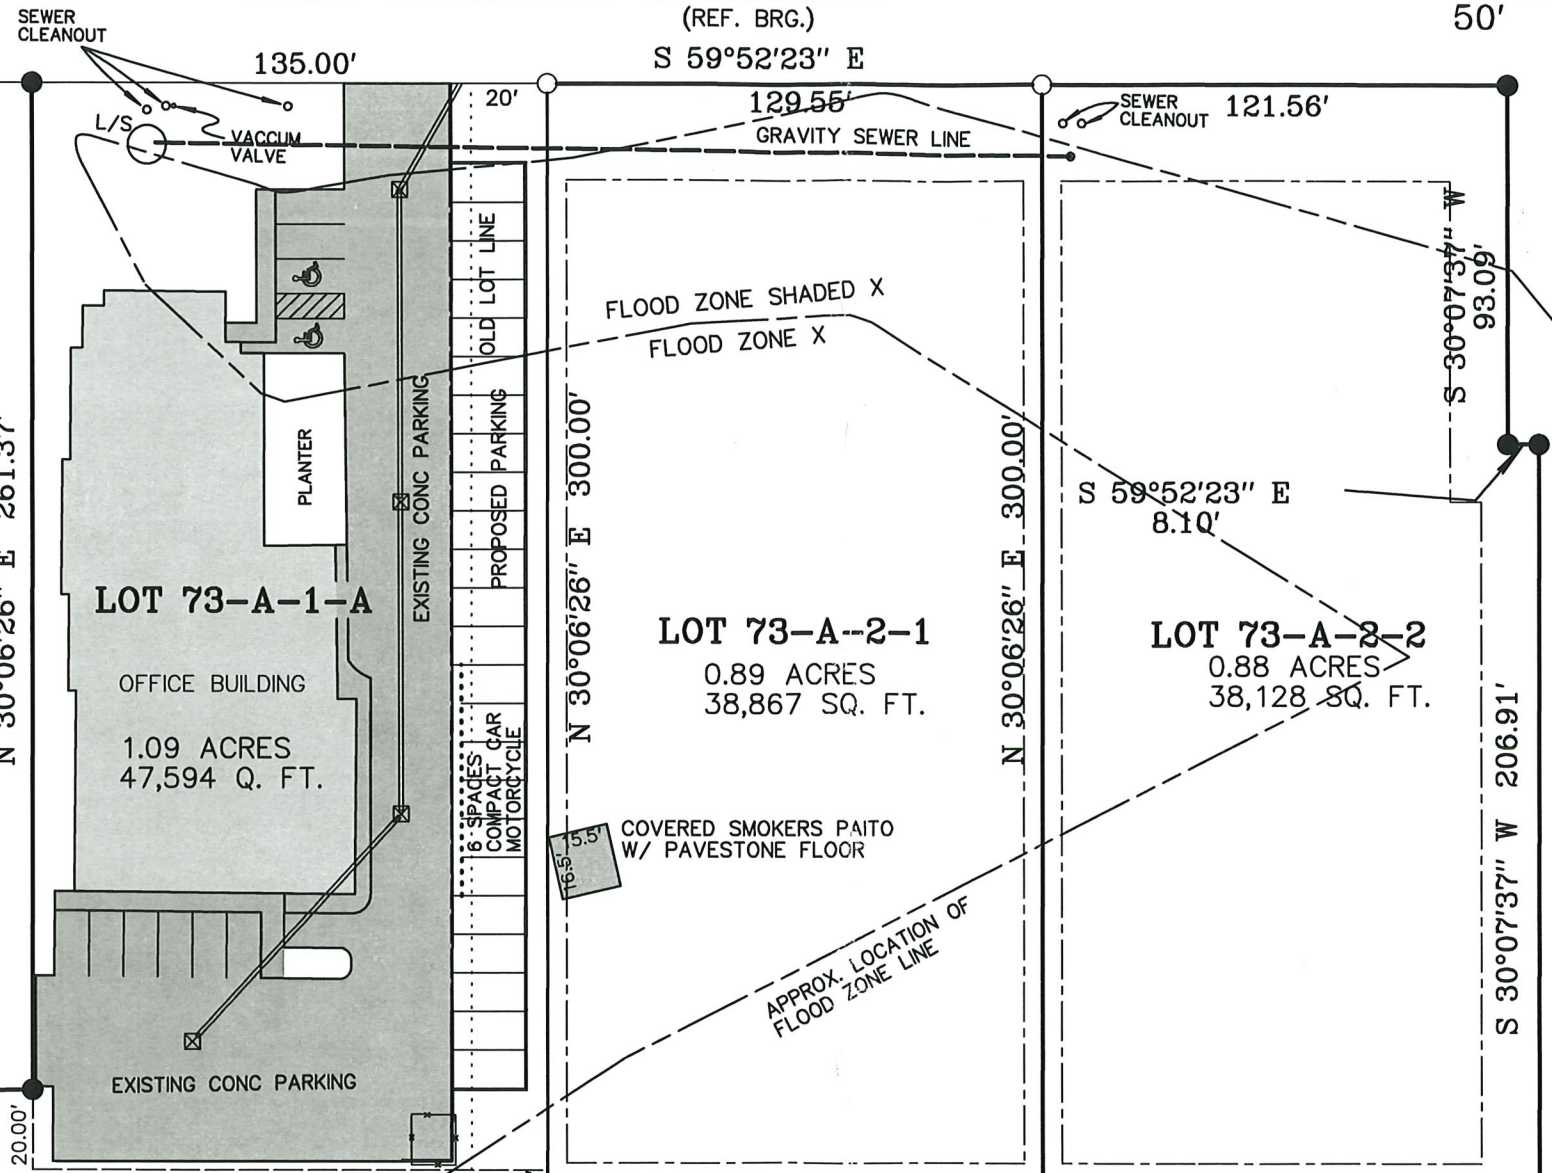 SEWER
CLEANOUT
(REF. BRG.)
S 59°52'23" E
50'
135.00'
20'
129.55'
SEWER
CLEANOUT
121.56'
L/S
VACCUM
VALVE
GRAVITY SEWER LINE
S 30°07'37" W
93.09'
OLD LOT LINE
FLOOD ZONE SHADED X
FLOOD ZONE X
N 30°06'26" E 261.37'
PLANTER
EXISTING CONC PARKING
PROPOSED PARKING
N 30°06'26" E 300.00'
N 30°06'26" E 300.00'
S 59°52'23" E
8.10'
LOT 73-A-1-A
OFFICE BUILDING
1.09 ACRES
47,594 Q. FT.
LOT 73-A-2-1
0.89 ACRES
38,867 SQ. FT.
LOT 73-A-2-2
0.88 ACRES
38,128 SQ. FT.
S 30°07'37" W 206.91'
6 SPACES
COMPACT CAR
MOTORCYCLE
15.5'
16.5'
COVERED SMOKERS PAITO
W/ PAVESTONE FLOOR
APPROX. LOCATION OF
FLOOD ZONE LINE
EXISTING CONC PARKING
20.00'